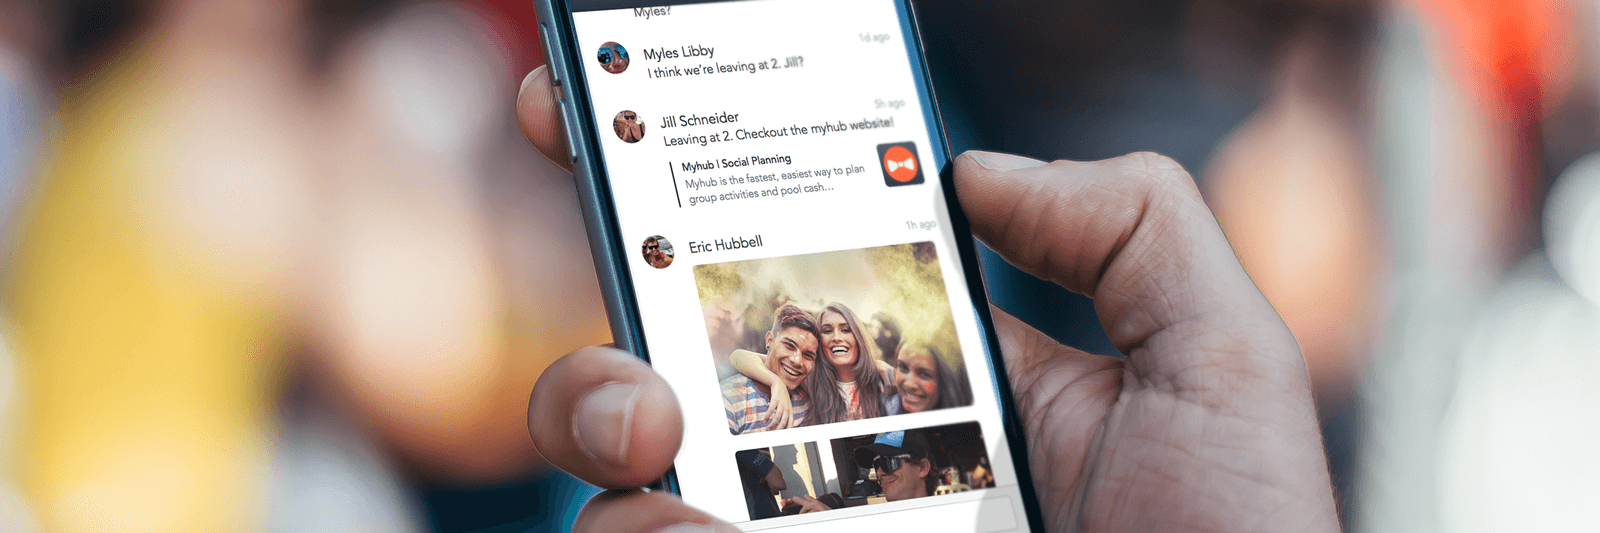 Myles?
Myles Libby
1d ago
I think we're leaving at 2. Jill?
Jill Schneider
5h ago
Leaving at 2. Checkout the myhub website!
Myhub | Social Planning
Myhub is the fastest, easiest way to plan
group activities and pool cash...
Eric Hubbell
1h ago